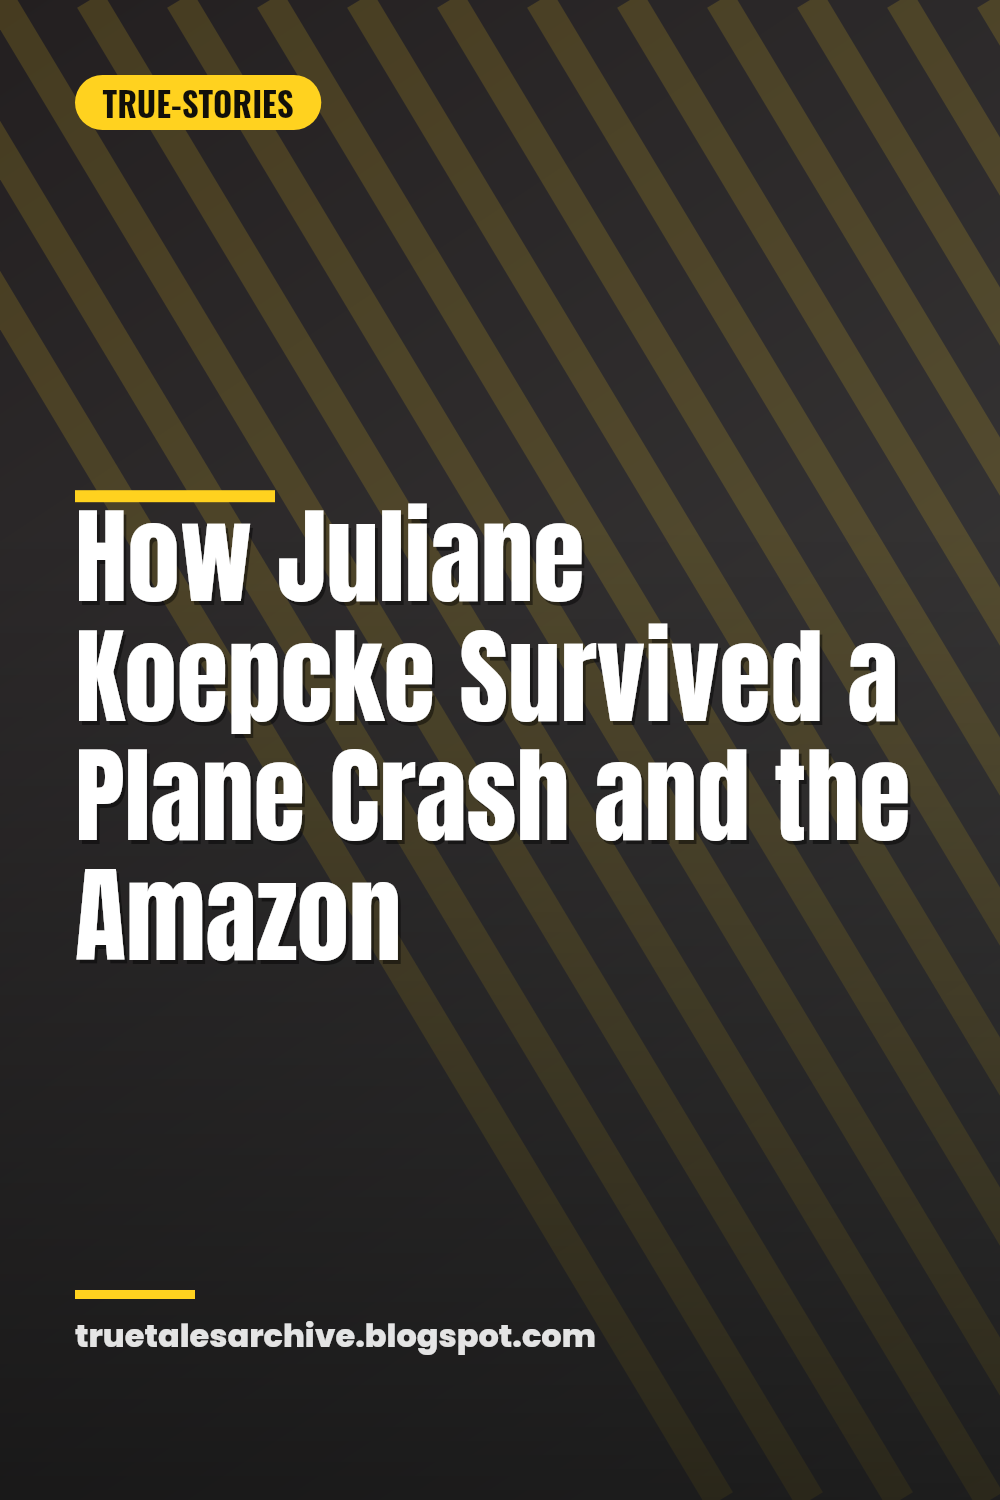 TRUE-STORIES
How Juliane
Koepcke Survived a
Plane Crash and the
Amazon
truetalesarchive.blogspot.com